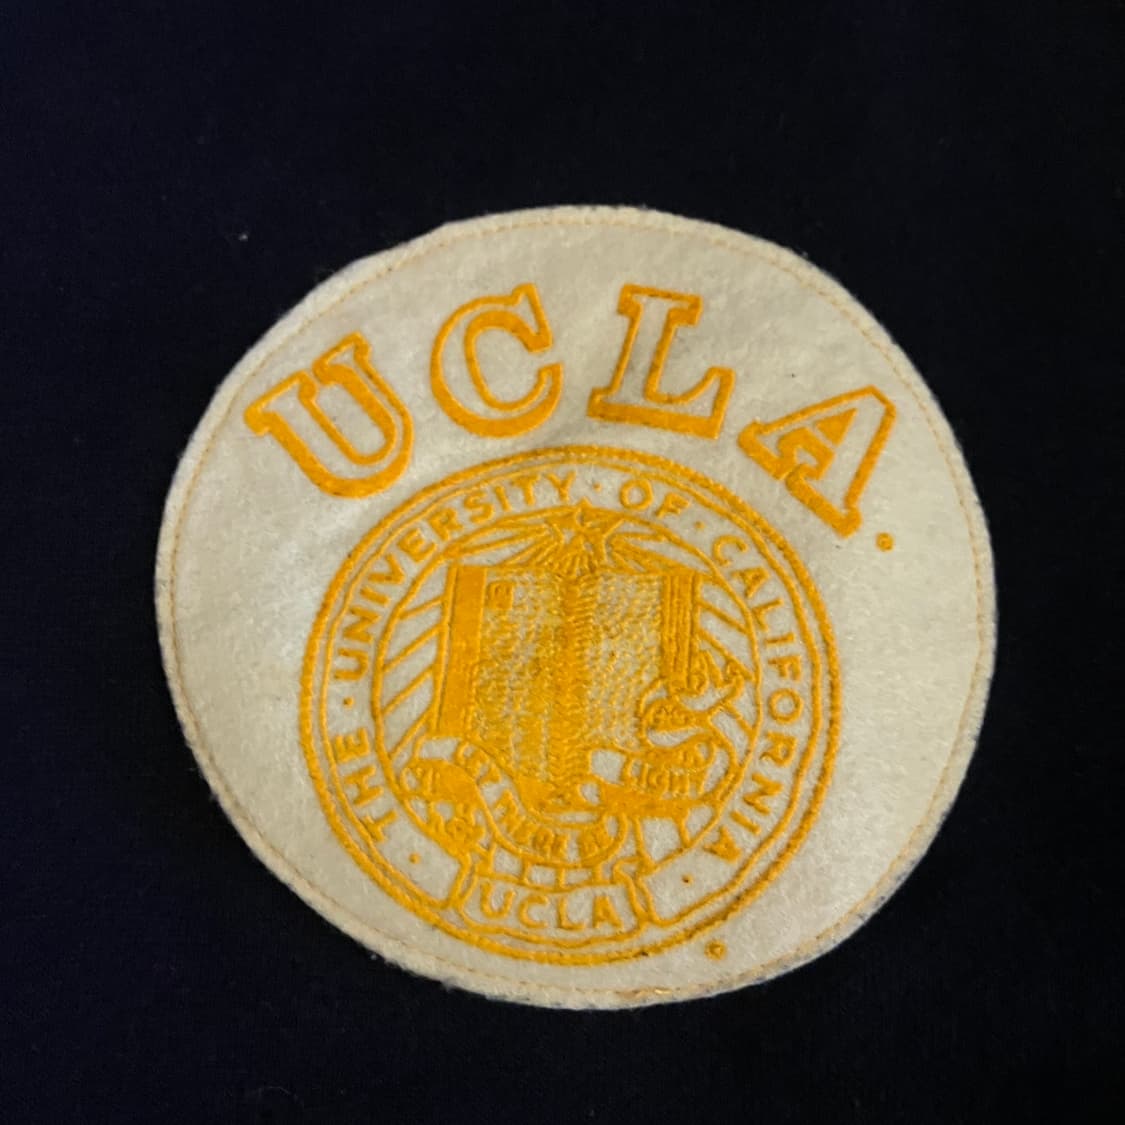 UCLA
THE · UNIVERSITY · OF · CALIFORNIA
LET THERE BE
LIGHT
UCLA